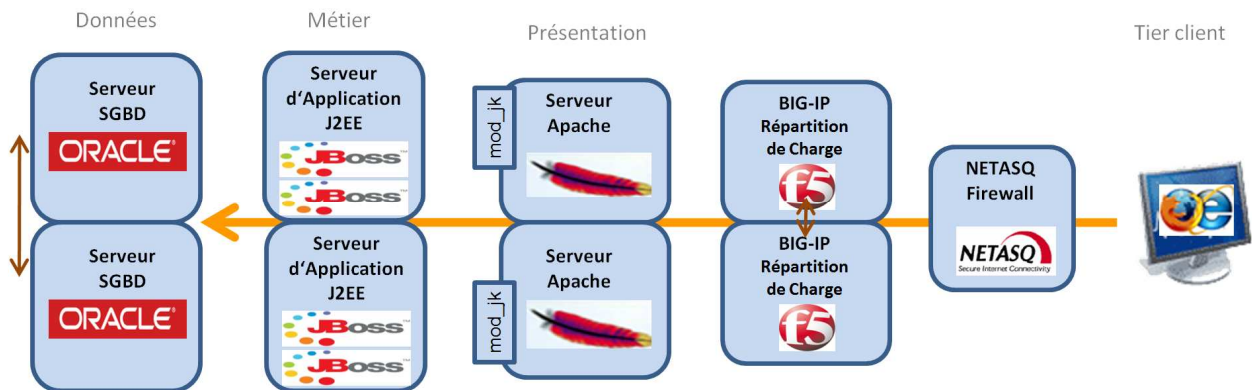 Données
Métier
Présentation
Tier client
Serveur
SGBD
ORACLE
Serveur
d'Application
J2EE
JBoss
JBoss
mod_jk
Serveur
Apache
BIG-IP
Répartition
de Charge
f5
NETASQ
Firewall
NETASQ
Secure Internet Connectivity
Serveur
SGBD
ORACLE
Serveur
d'Application
J2EE
JBoss
JBoss
mod_jk
Serveur
Apache
BIG-IP
Répartition
de Charge
f5